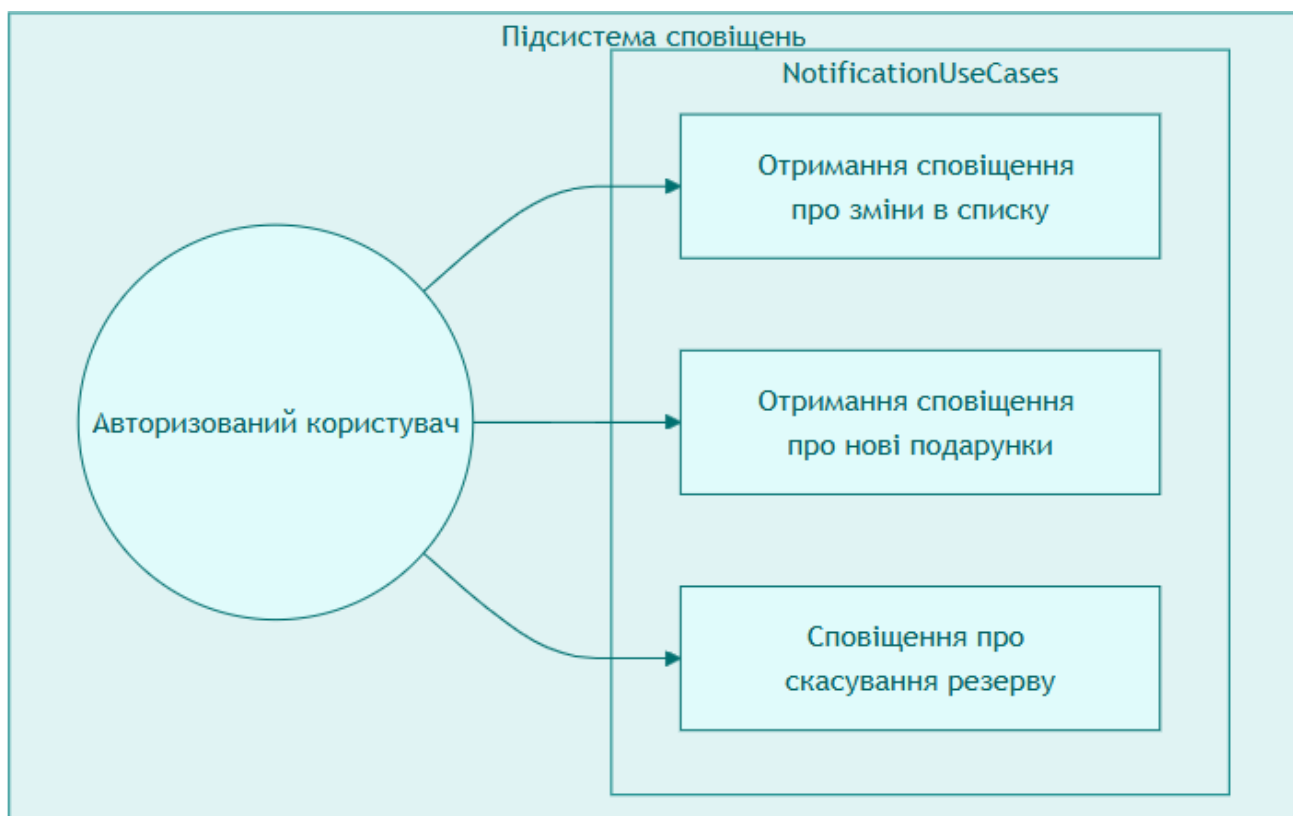 Підсистема сповіщень
NotificationUseCases
Отримання сповіщення
про зміни в списку
Авторизований користувач
Отримання сповіщення
про нові подарунки
Сповіщення про
скасування резерву